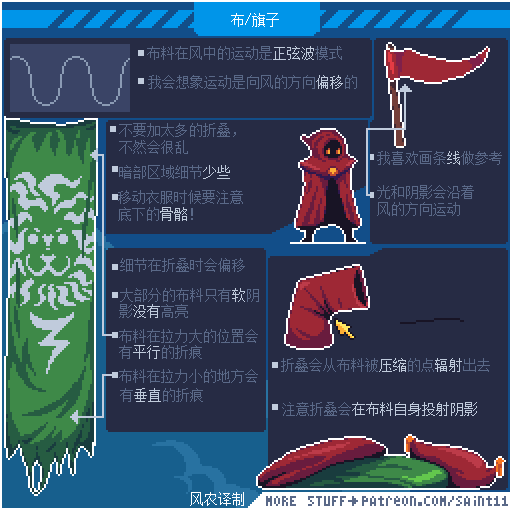 布/旗子
布料在风中的运动是正弦波模式
我会想象运动是向风的方向偏移的
不要加太多的折叠，
不然会很乱
暗部区域细节少些
移动衣服时候要注意
底下的骨骼！
我喜欢画条线做参考
光和阴影会沿着
风的方向运动
细节在折叠时会偏移
大部分的布料只有软阴
影没有高亮
布料在拉力大的位置会
有平行的折痕
布料在拉力小的地方会
有垂直的折痕
折叠会从布料被压缩的点辐射出去
注意折叠会在布料自身投射阴影
风农译制
MORE STUFF→PATREON.COM/SAINT11